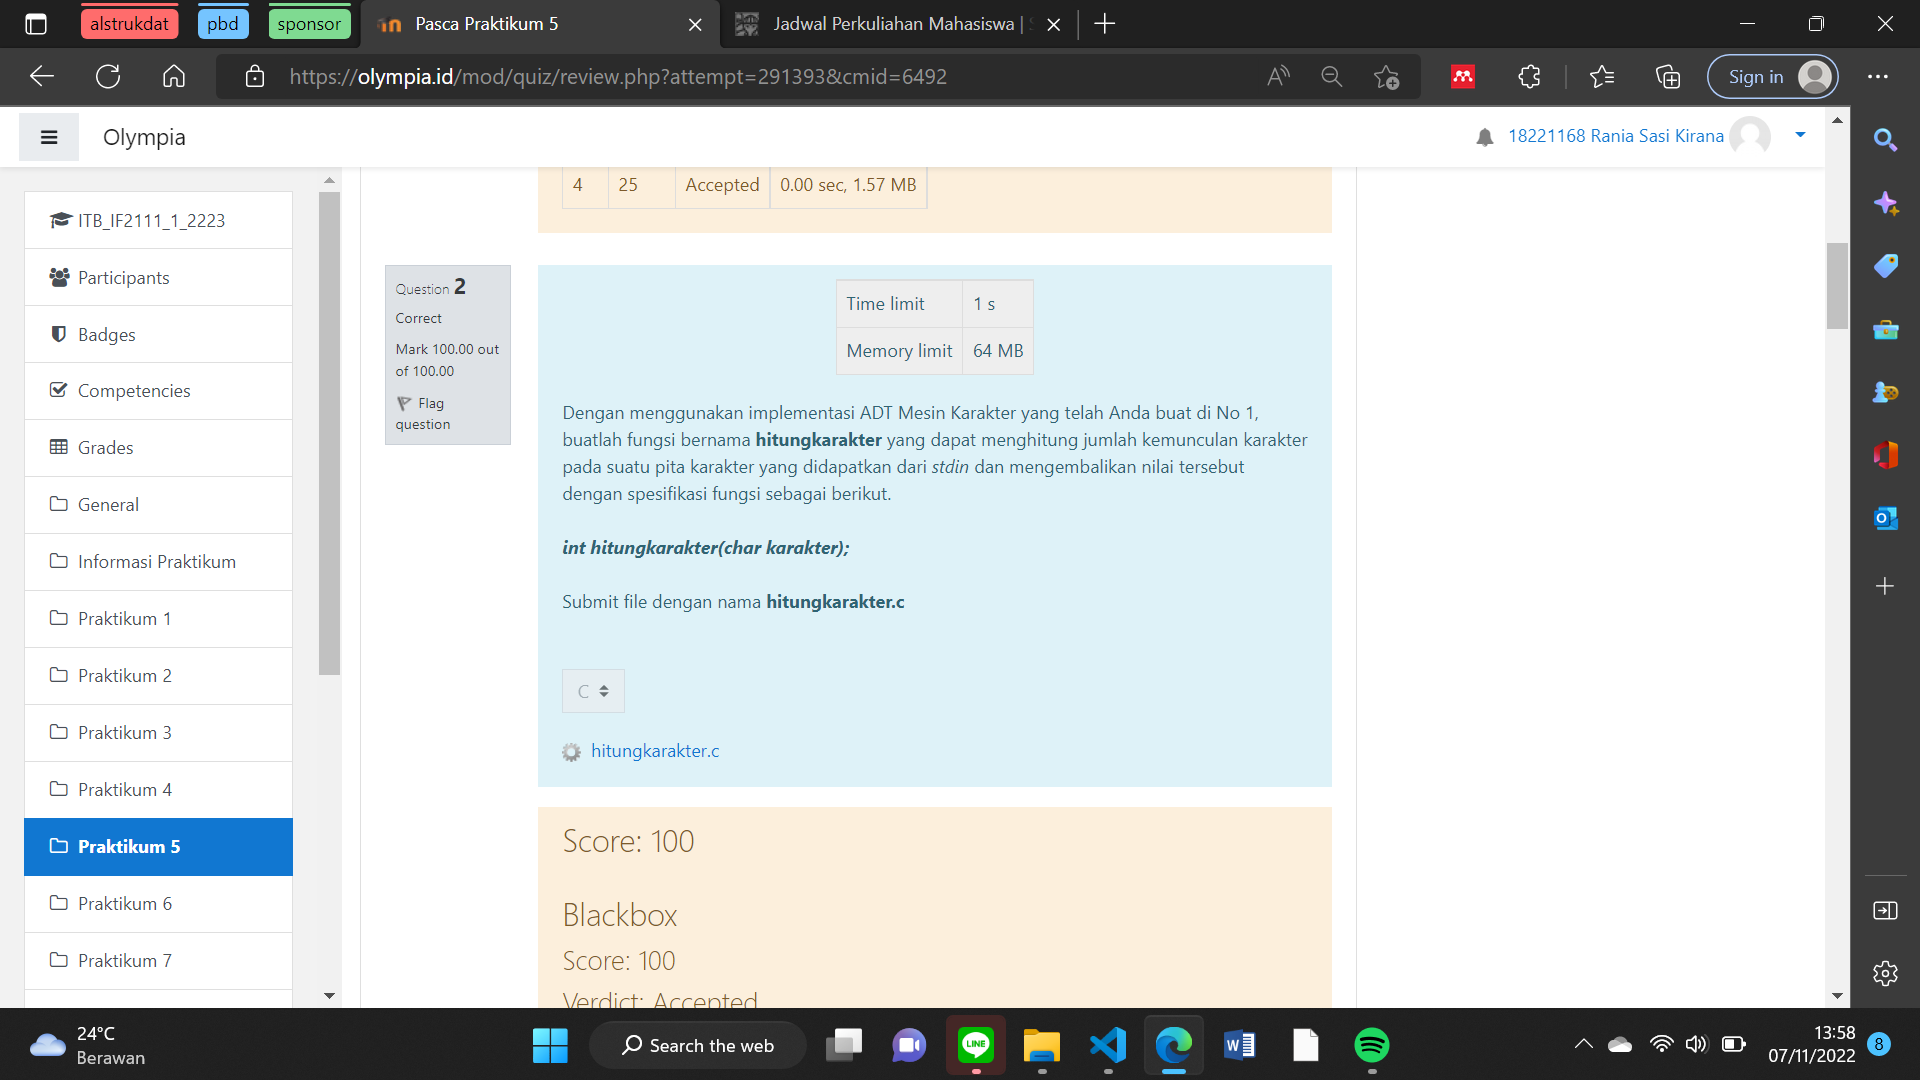 alstrukdat
pbd
sponsor
Pasca Praktikum 5
Jadwal Perkuliahan Mahasiswa |
https://olympia.id/mod/quiz/review.php?attempt=291393&cmid=6492
Sign in
Olympia
18221168 Rania Sasi Kirana
ITB_IF2111_1_2223
Participants
Badges
Competencies
Grades
General
Informasi Praktikum
Praktikum 1
Praktikum 2
Praktikum 3
Praktikum 4
Praktikum 5
Praktikum 6
Praktikum 7
4 25 Accepted 0.00 sec, 1.57 MB
Question 2
Correct
Mark 100.00 out
of 100.00
Flag
question
Time limit 1 s
Memory limit 64 MB
Dengan menggunakan implementasi ADT Mesin Karakter yang telah Anda buat di No 1,
buatlah fungsi bernama hitungkarakter yang dapat menghitung jumlah kemunculan karakter
pada suatu pita karakter yang didapatkan dari stdin dan mengembalikan nilai tersebut
dengan spesifikasi fungsi sebagai berikut.
int hitungkarakter(char karakter);
Submit file dengan nama hitungkarakter.c
C
hitungkarakter.c
Score: 100
Blackbox
Score: 100
Verdict: Accepted
24°C
Berawan
Search the web
LINE
13:58
07/11/2022
8